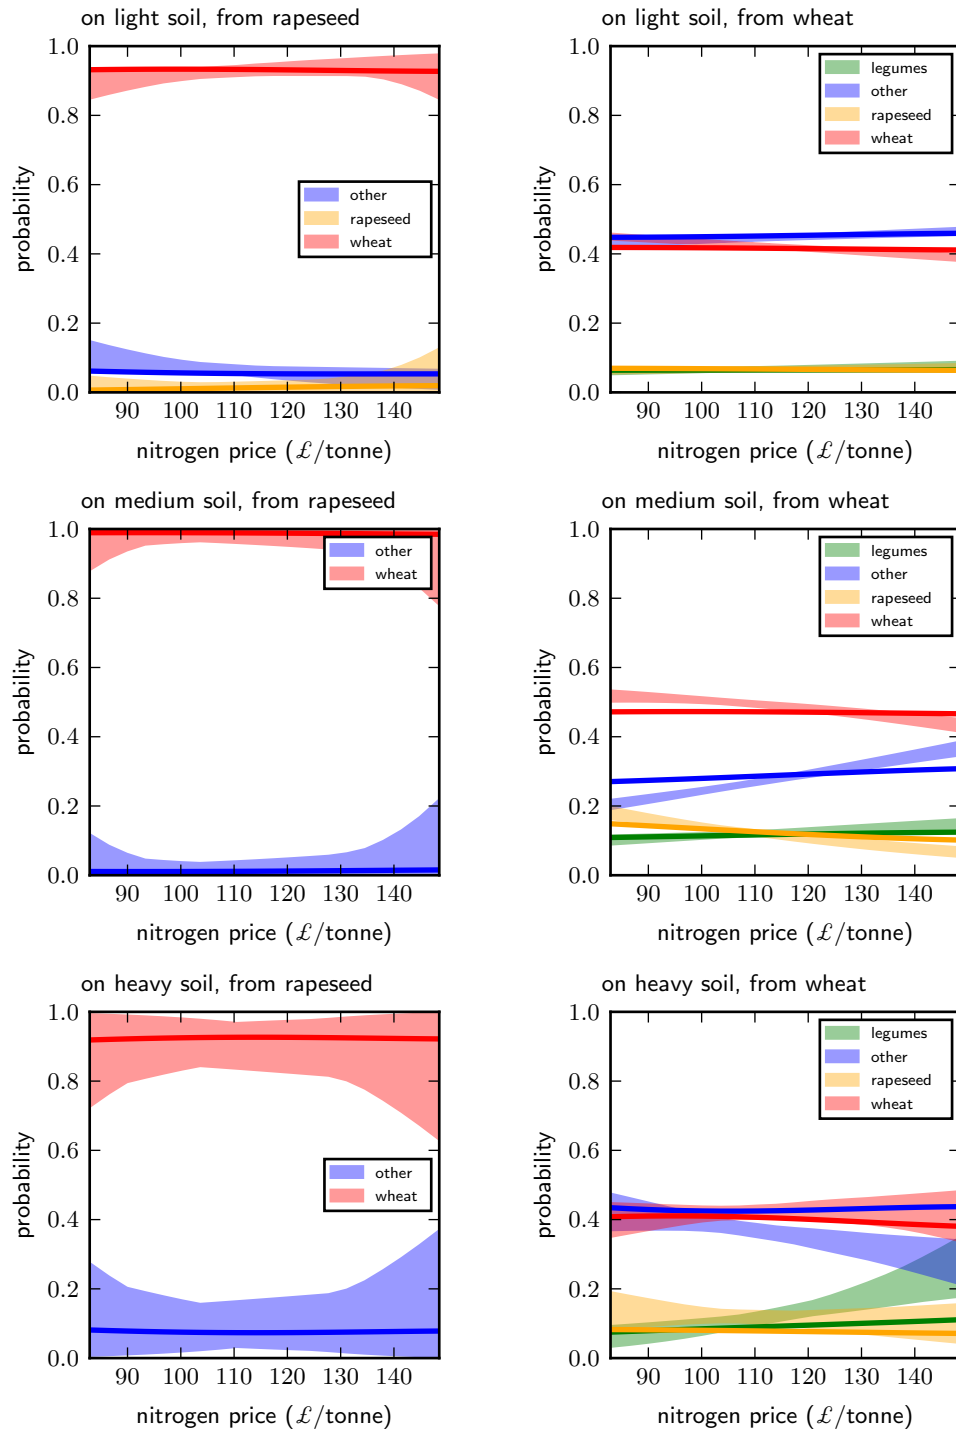 on light soil, from rapeseed
1.0
0.8
0.6
0.4
0.2
0.0
probability
other
rapeseed
wheat
90 100 110 120 130 140
nitrogen price (£/tonne)
on light soil, from wheat
1.0
0.8
0.6
0.4
0.2
0.0
probability
legumes
other
rapeseed
wheat
90 100 110 120 130 140
nitrogen price (£/tonne)
on medium soil, from rapeseed
1.0
0.8
0.6
0.4
0.2
0.0
probability
other
wheat
90 100 110 120 130 140
nitrogen price (£/tonne)
on medium soil, from wheat
1.0
0.8
0.6
0.4
0.2
0.0
probability
legumes
other
rapeseed
wheat
90 100 110 120 130 140
nitrogen price (£/tonne)
on heavy soil, from rapeseed
1.0
0.8
0.6
0.4
0.2
0.0
probability
other
wheat
90 100 110 120 130 140
nitrogen price (£/tonne)
on heavy soil, from wheat
1.0
0.8
0.6
0.4
0.2
0.0
probability
legumes
other
rapeseed
wheat
90 100 110 120 130 140
nitrogen price (£/tonne)